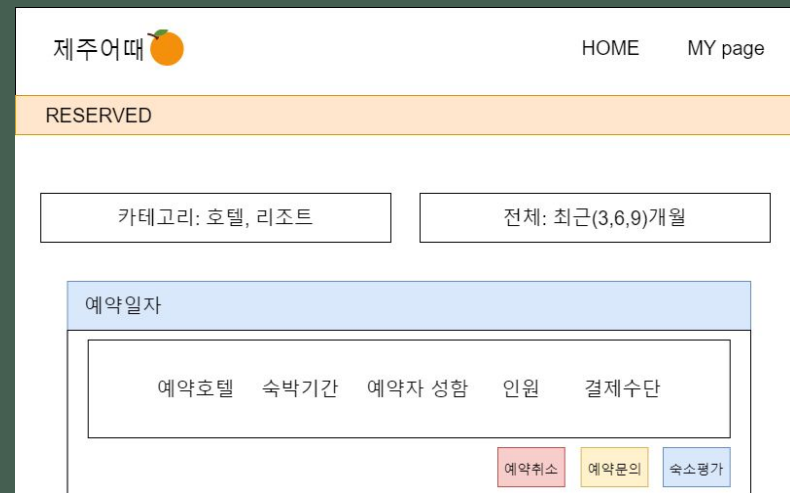 제주어때 HOME MY page
RESERVED
카테고리: 호텔, 리조트 전체: 최근(3,6,9)개월
예약일자
예약호텔 숙박기간 예약자 성함 인원 결제수단
예약취소 예약문의 숙소평가